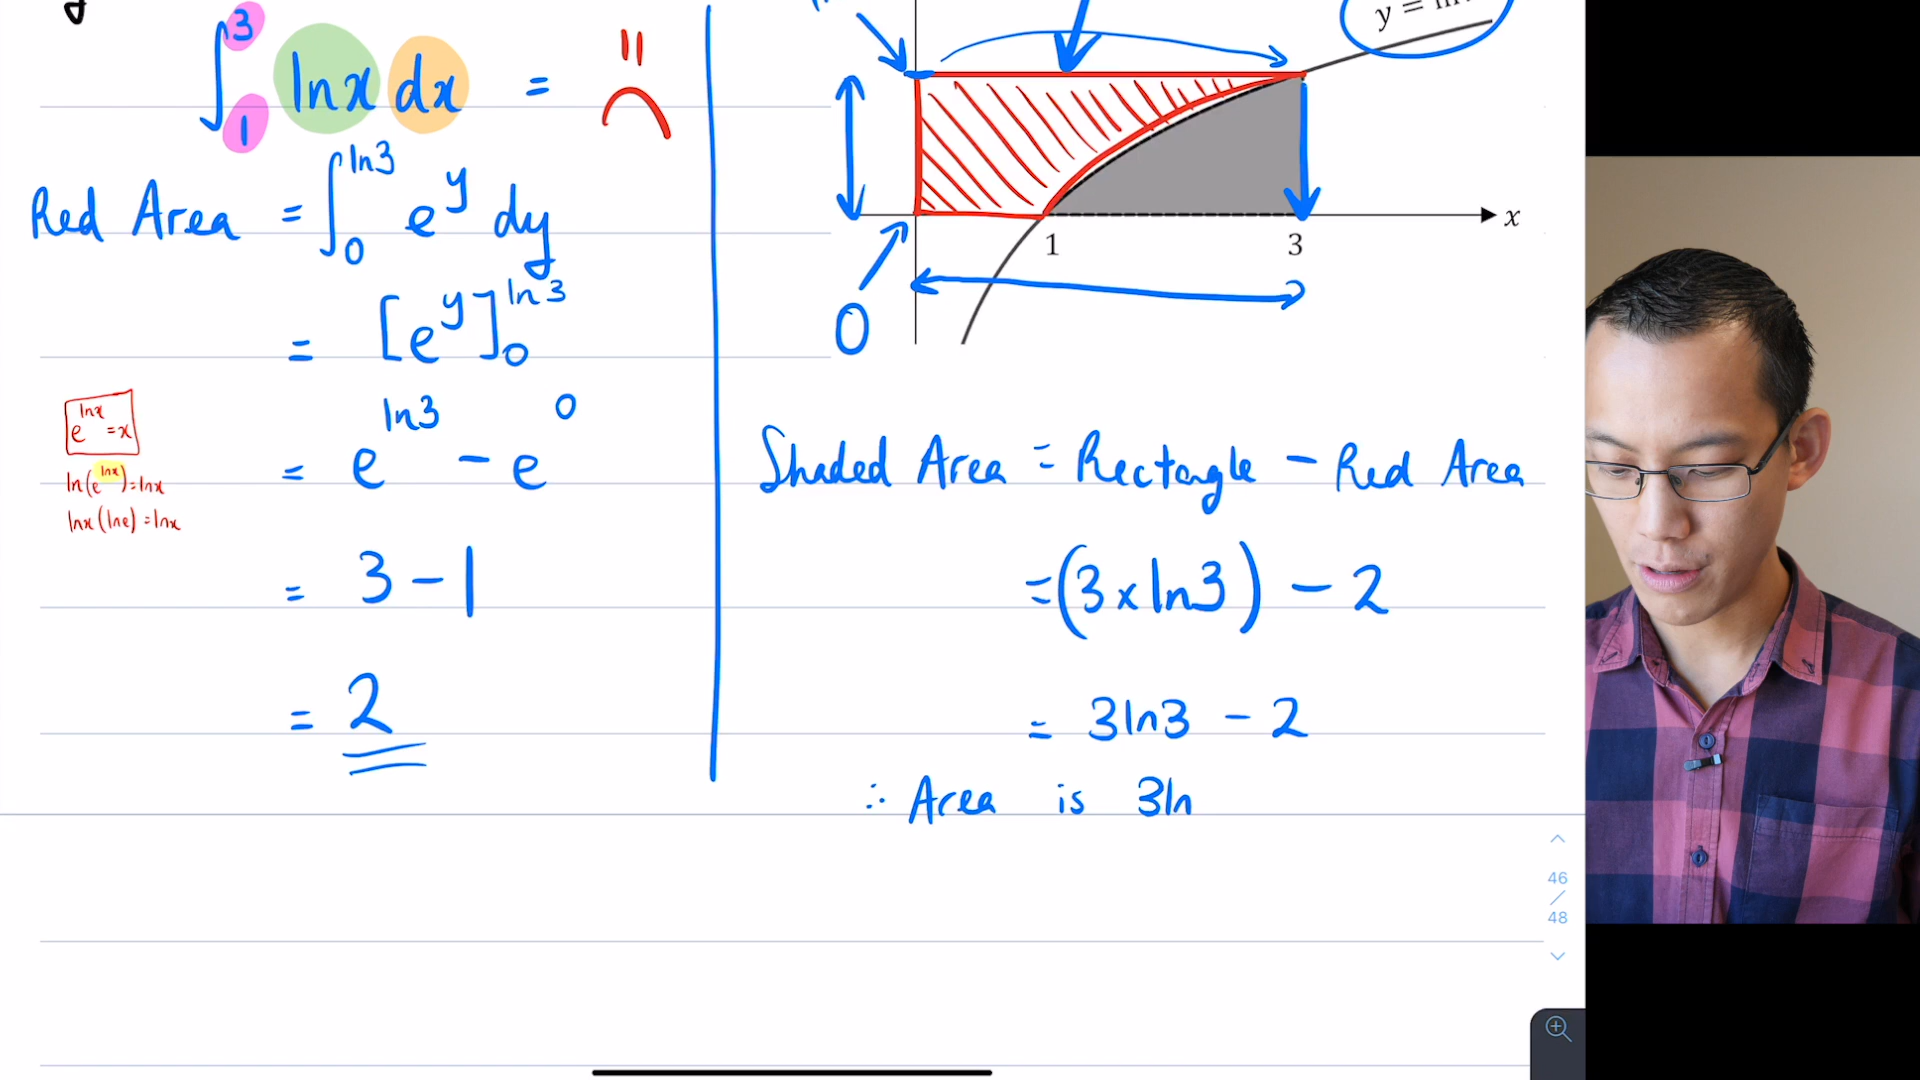 ∫₁³ lnx dx =
Red Area = ∫₀^ln3 e^y dy
= [e^y]₀^ln3
= e^ln3 - e^0
= 3 - 1
= 2
e^lnx = x
ln(e^lnx) = lnx
lnx(lne) = lnx
y =
x
1
3
0
Shaded Area = Rectangle - Red Area
= (3 x ln3) - 2
= 3ln3 - 2
∴ Area is 3ln
46
/
48